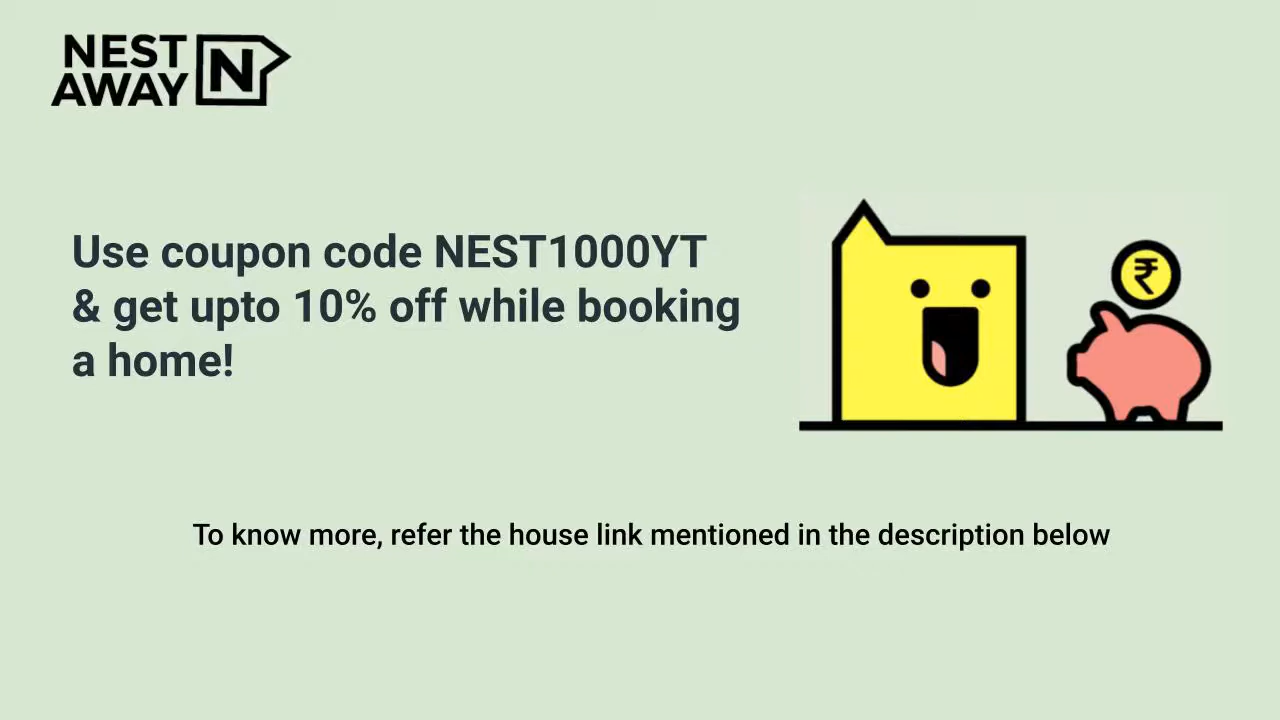 NEST
AWAY N
Use coupon code NEST1000YT
& get upto 10% off while booking
a home!
₹
To know more, refer the house link mentioned in the description below